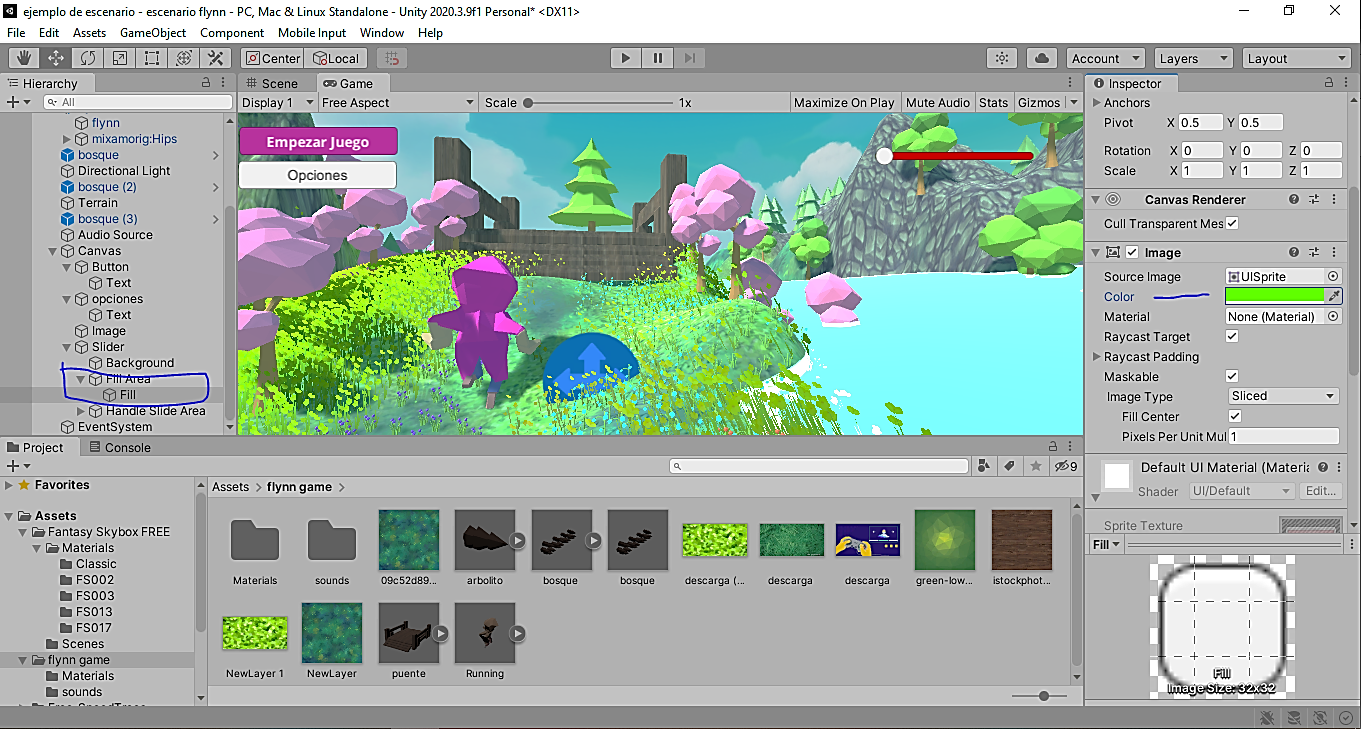 ejemplo de escenario - escenario flynn - PC, Mac & Linux Standalone - Unity 2020.3.9f1 Personal* <DX11>
File Edit Assets GameObject Component Mobile Input Window Help
Center Local Account Layers Layout
Hierarchy
All
flynn
mixamorig:Hips
bosque
Directional Light
bosque (2)
Terrain
bosque (3)
Audio Source
Canvas
Button
Text
opciones
Text
Image
Slider
Background
Fill Area
Fill
Handle Slide Area
EventSystem
Scene Game
Display 1 Free Aspect Scale 1x Maximize On Play Mute Audio Stats Gizmos
Empezar Juego
Opciones
Inspector
Anchors
Pivot X 0.5 Y 0.5
Rotation X 0 Y 0 Z 0
Scale X 1 Y 1 Z 1
Canvas Renderer
Cull Transparent Mes
Image
Source Image UISprite
Color
Material None (Material)
Raycast Target
Raycast Padding
Maskable
Image Type Sliced
Fill Center
Pixels Per Unit Mul 1
Default UI Material (Materia
Shader UI/Default Edit...
Sprite Texture
Fill
Fill
Image Size: 32x32
Project Console
9
Favorites
Assets
Fantasy Skybox FREE
Materials
Classic
FS002
FS003
FS013
FS017
Scenes
flynn game
Materials
sounds
Assets > flynn game >
Materials sounds 09c52d89... arbolito bosque bosque descarga (... descarga descarga green-low... istockphot...
NewLayer 1 NewLayer puente Running